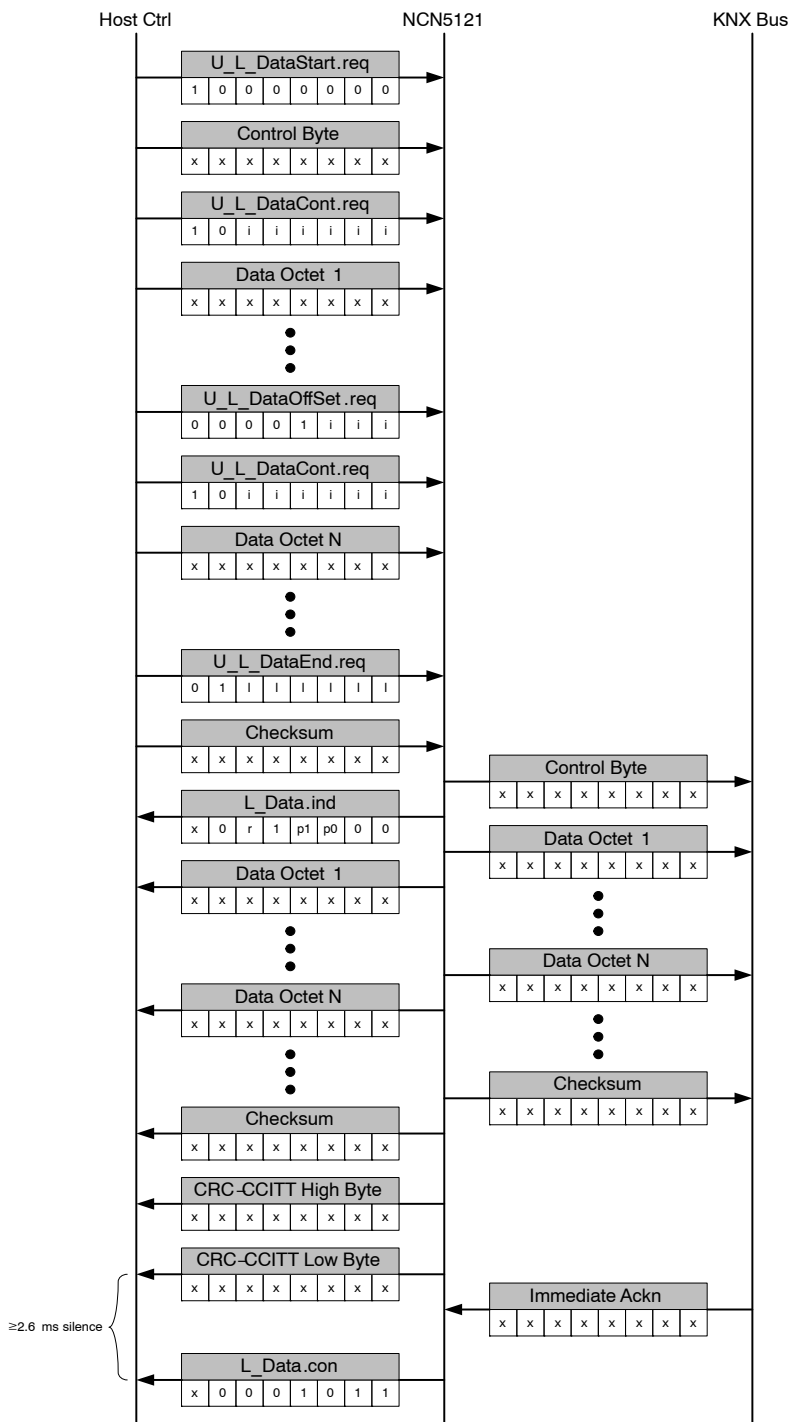 Host Ctrl NCN5121 KNX Bus
U_L_DataStart.req
1 0 0 0 0 0 0 0
Control Byte
x x x x x x x x
U_L_DataCont.req
1 0 i i i i i i
Data Octet 1
x x x x x x x x
U_L_DataOffSet.req
0 0 0 0 1 i i i
U_L_DataCont.req
1 0 i i i i i i
Data Octet N
x x x x x x x x
U_L_DataEnd.req
0 1 l l l l l l
Checksum
x x x x x x x x
Control Byte
x x x x x x x x
L_Data.ind
x 0 r 1 p1 p0 0 0
Data Octet 1
x x x x x x x x
Data Octet 1
x x x x x x x x
Data Octet N
x x x x x x x x
Data Octet N
x x x x x x x x
Checksum
x x x x x x x x
Checksum
x x x x x x x x
CRC-CCITT High Byte
x x x x x x x x
CRC-CCITT Low Byte
x x x x x x x x
Immediate Ackn
x x x x x x x x
≥2.6 ms silence
L_Data.con
x 0 0 0 1 0 1 1